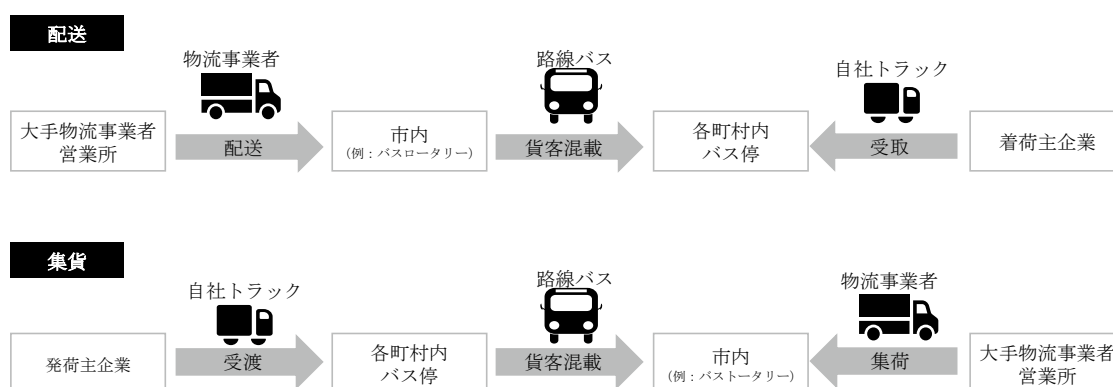 配送
物流事業者
路線バス
自社トラック
大手物流事業者
営業所
配送
市内
（例：バスロータリー）
貨客混載
各町村内
バス停
受取
着荷主企業
集貨
自社トラック
路線バス
物流事業者
発荷主企業
受渡
各町村内
バス停
貨客混載
市内
（例：バストータリー）
集荷
大手物流事業者
営業所